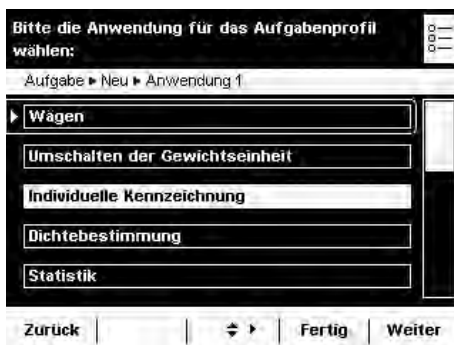 Bitte die Anwendung für das Aufgabenprofil
wählen:
Aufgabe ▸ Neu ▸ Anwendung 1
Wägen
Umschalten der Gewichtseinheit
Individuelle Kennzeichnung
Dichtebestimmung
Statistik
Zurück Fertig Weiter